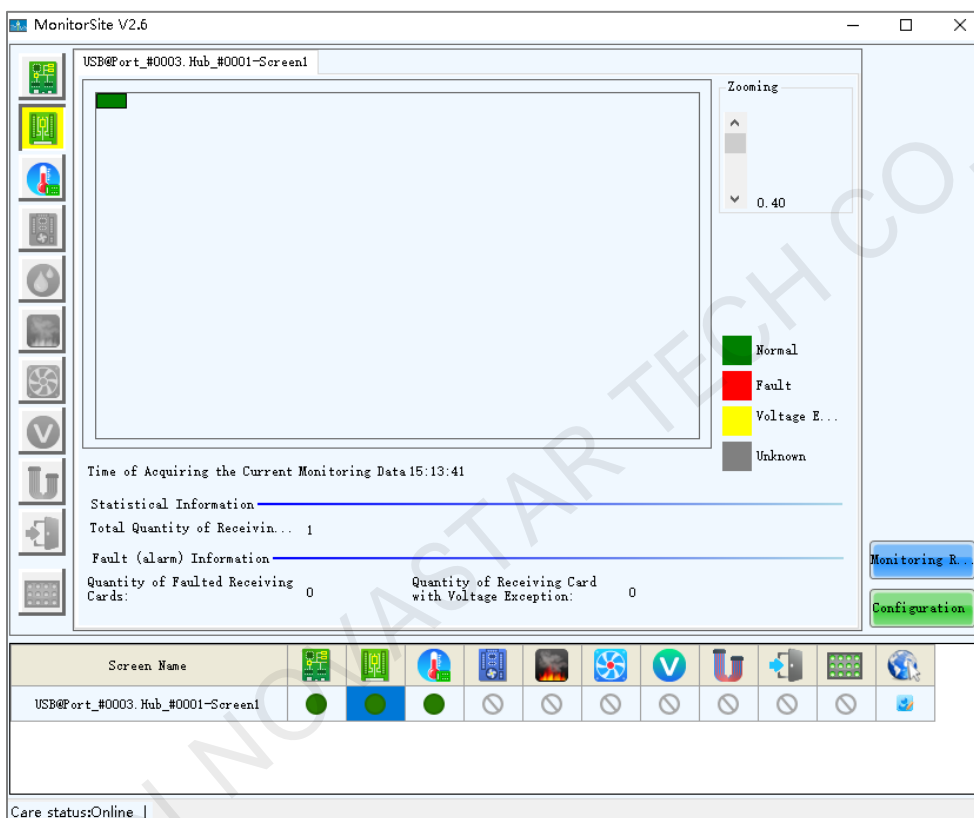 MonitorSite V2.6
USB@Port_#0003.Hub_#0001-Screen1
Zooming
0.40
Normal
Fault
Voltage E...
Unknown
Time of Acquiring the Current Monitoring Data 15:13:41
Statistical Information
Total Quantity of Receivin... 1
Fault (alarm) Information
Quantity of Faulted Receiving
Cards: 0
Quantity of Receiving Card
with Voltage Exception: 0
Monitoring R...
Configuration
Screen Name
USB@Port_#0003.Hub_#0001-Screen1
Care status:Online |
NOVASTAR TECH CO.